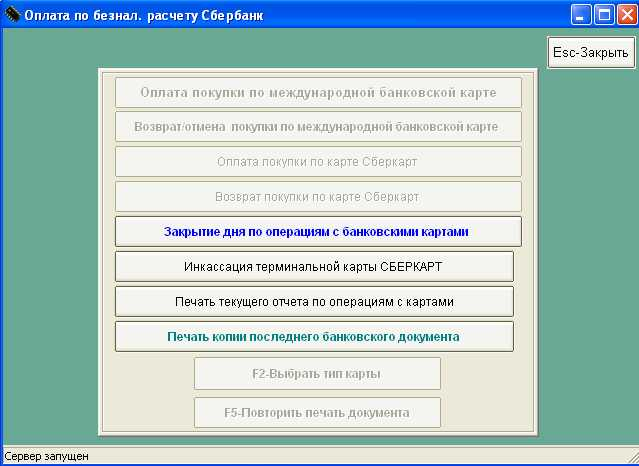 Оплата по безнал. расчету Сбербанк
Esc-Закрыть
Оплата покупки по международной банковской карте
Возврат/отмена покупки по международной банковской карте
Оплата покупки по карте Сберкарт
Возврат покупки по карте Сберкарт
Закрытие дня по операциям с банковскими картами
Инкассация терминальной карты СБЕРКАРТ
Печать текущего отчета по операциям с картами
Печать копии последнего банковского документа
F2-Выбрать тип карты
F5-Повторить печать документа
Сервер запущен